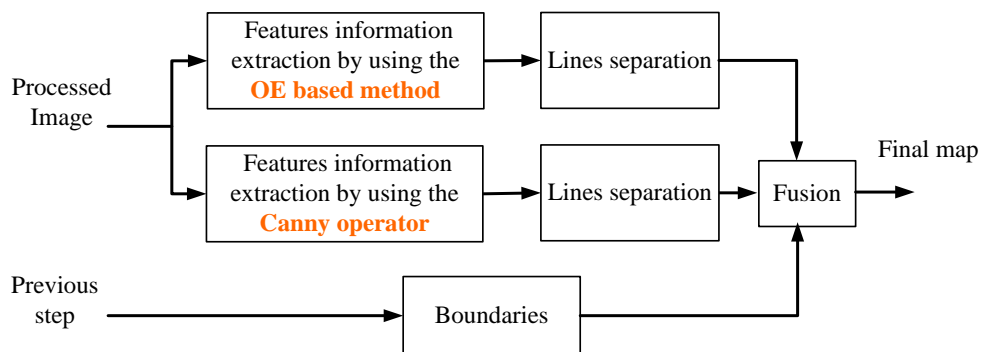 Processed
Image
Features information
extraction by using the
OE based method
Lines separation
Features information
extraction by using the
Canny operator
Lines separation
Fusion
Final map
Previous
step
Boundaries